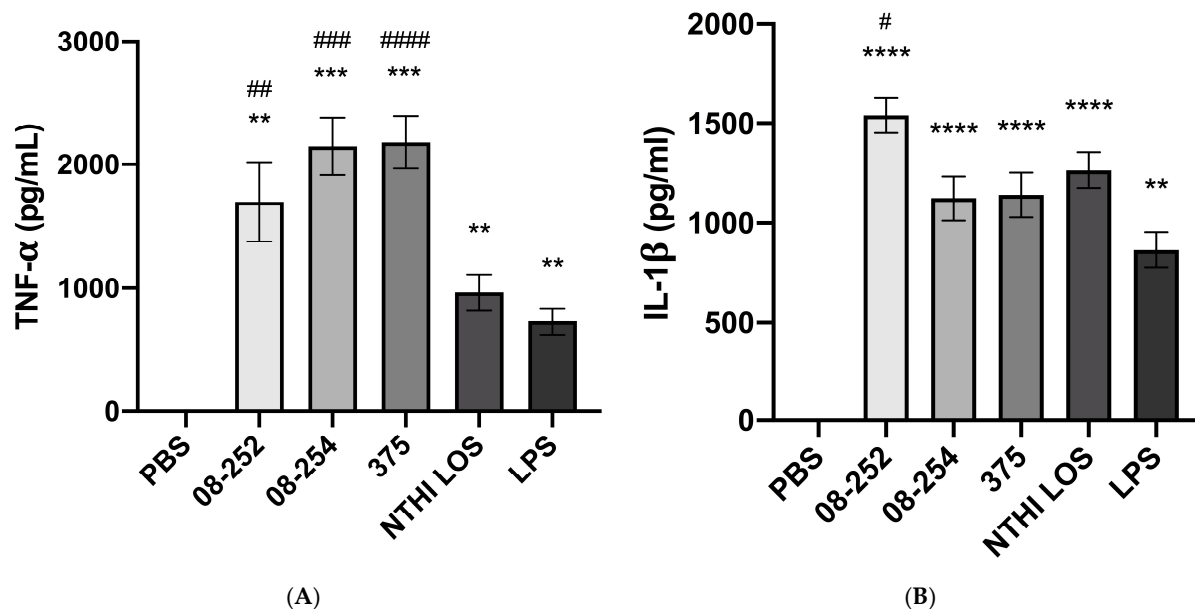 TNF-α (pg/mL)
3000
2000
1000
0
##
**
###
***
####
***
**
**
PBS
08-252
08-254
375
NTHI LOS
LPS
(A)
IL-1β (pg/ml)
2000
1500
1000
500
0
#
****
****
****
****
**
PBS
08-252
08-254
375
NTHI LOS
LPS
(B)